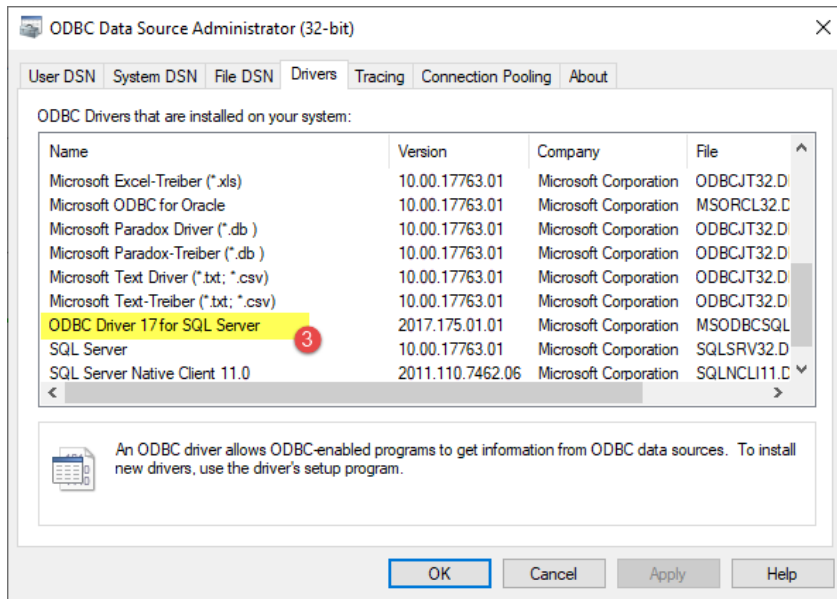 ODBC Data Source Administrator (32-bit)
User DSN System DSN File DSN Drivers Tracing Connection Pooling About
ODBC Drivers that are installed on your system:
Name Version Company File
Microsoft Excel-Treiber (*.xls) 10.00.17763.01 Microsoft Corporation ODBCJT32.D
Microsoft ODBC for Oracle 10.00.17763.01 Microsoft Corporation MSORCL32.D
Microsoft Paradox Driver (*.db ) 10.00.17763.01 Microsoft Corporation ODBCJT32.D
Microsoft Paradox-Treiber (*.db ) 10.00.17763.01 Microsoft Corporation ODBCJT32.D
Microsoft Text Driver (*.txt; *.csv) 10.00.17763.01 Microsoft Corporation ODBCJT32.D
Microsoft Text-Treiber (*.txt; *.csv) 10.00.17763.01 Microsoft Corporation ODBCJT32.D
ODBC Driver 17 for SQL Server 2017.175.01.01 Microsoft Corporation MSODBCSQL
3
SQL Server 10.00.17763.01 Microsoft Corporation SQLSRV32.D
SQL Server Native Client 11.0 2011.110.7462.06 Microsoft Corporation SQLNCLI11.D
An ODBC driver allows ODBC-enabled programs to get information from ODBC data sources. To install
new drivers, use the driver's setup program.
OK Cancel Apply Help